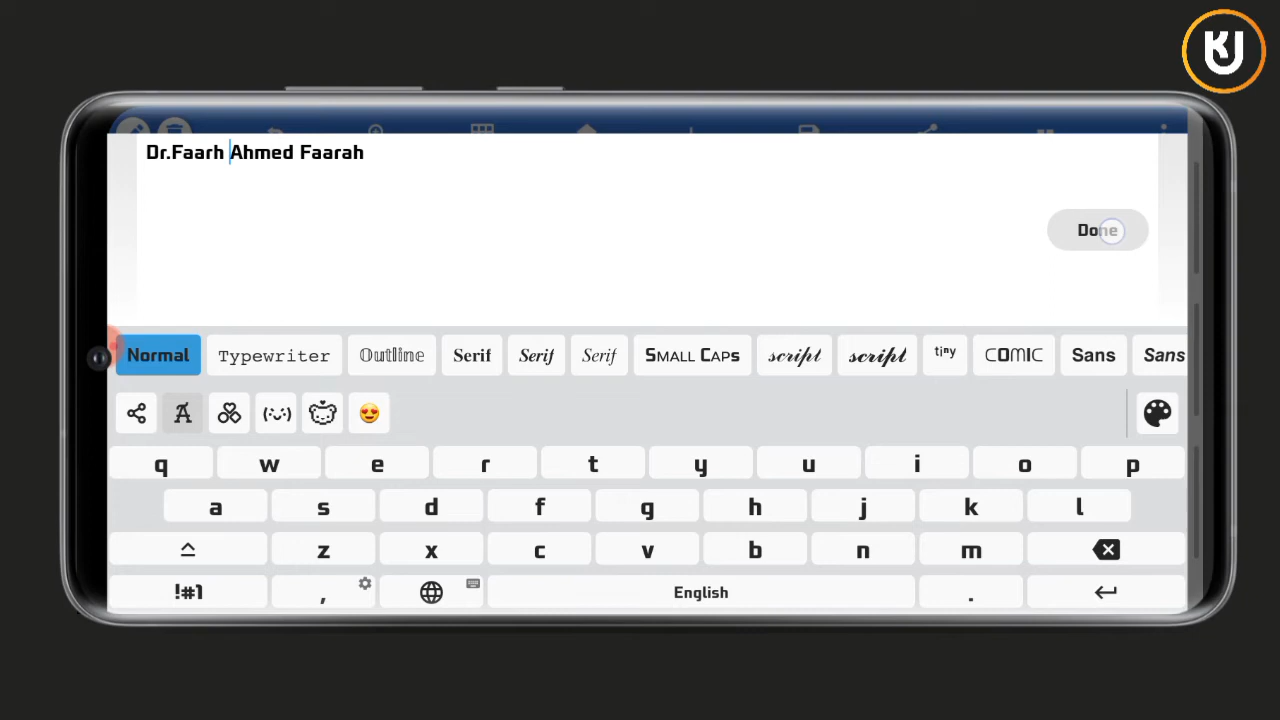 KU
Dr.Faarh Ahmed Faarah
Done
Normal Typewriter Outline Serif Serif Serif SMALL CAPS script script tiny COMIC Sans Sans
q w e r t y u i o p
a s d f g h j k l
z x c v b n m
!#1 , English .